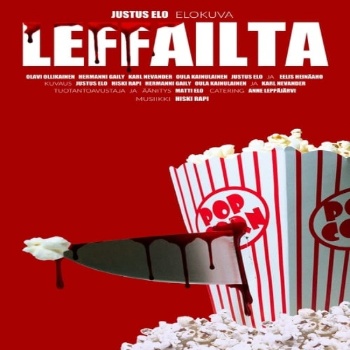 JUSTUS ELO ELOKUVA
LEFFAILTA
OLAVI OLLIKAINEN HERMANNI GAILY KARL NEVANDER OULA KAINULAINEN JUSTUS ELO JA EELIS HEINÄAHO
KUVAUS JUSTUS ELO HISKI RAPI HERMANNI GAILY OULA KAINULAINEN JA KARL NEVANDER
TUOTANTOAVUSTAJA JA ÄÄNITYS MATTI ELO CATERING ANNE LEPPÄJÄRVI
MUSIIKKI HISKI RAPI
POP
CORN
POP
CO